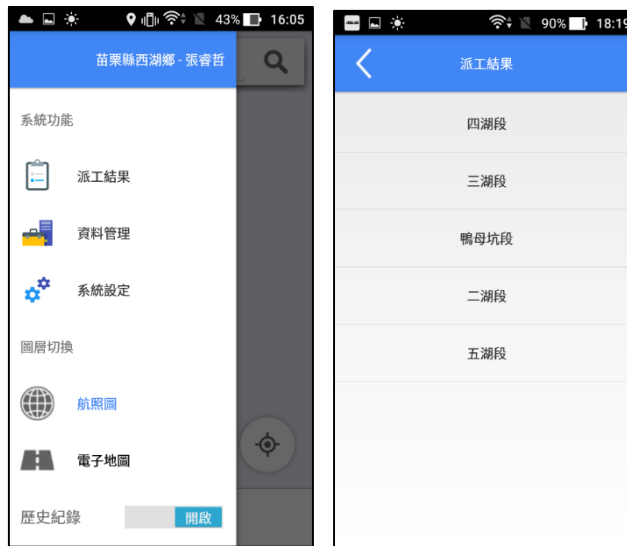 43% 16:05
苗栗縣西湖鄉 - 張睿哲
系統功能
派工結果
資料管理
系統設定
圖層切換
航照圖
電子地圖
歷史紀錄 開啟
90% 18:19
派工結果
四湖段
三湖段
鴨母坑段
二湖段
五湖段